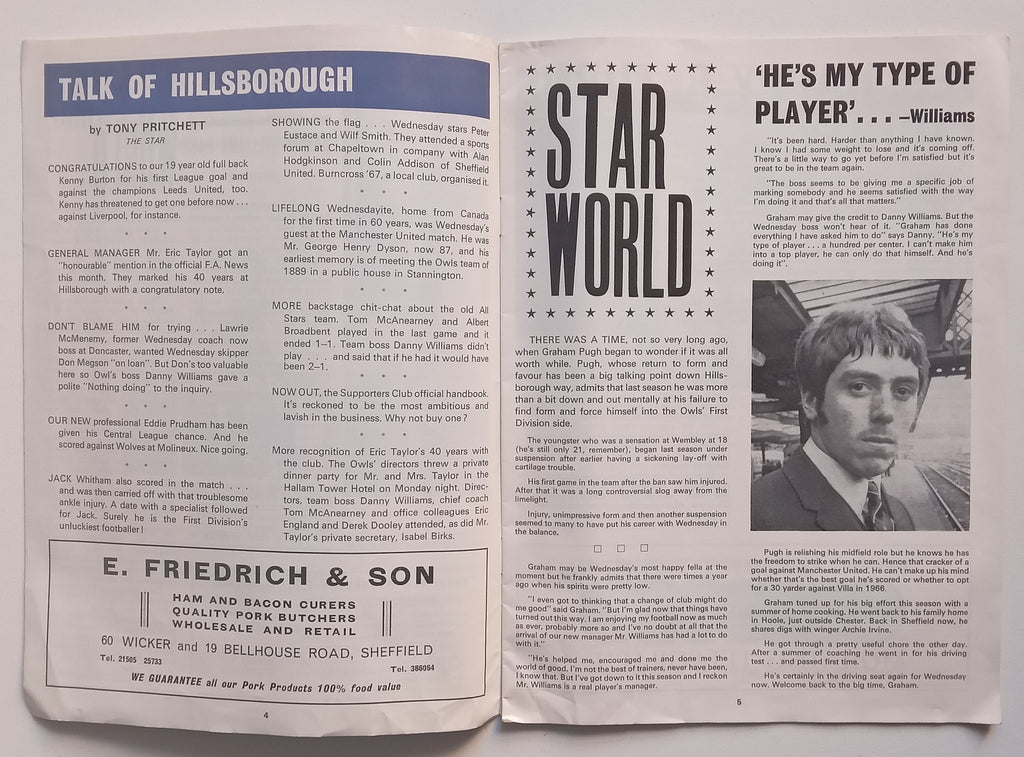 TALK OF HILLSBOROUGH
by TONY PRITCHETT
THE STAR
CONGRATULATIONS to our 19 year old full back
Kenny Burton for his first League goal and
against the champions Leeds United, too.
Kenny has threatened to get one before now . . .
against Liverpool, for instance.
* * *
GENERAL MANAGER Mr. Eric Taylor got an
"honourable" mention in the official F.A. News
this month. They marked his 40 years at
Hillsborough with a congratulatory note.
* * *
DON'T BLAME HIM for trying . . . Lawrie
McMenemy, former Wednesday coach now
boss at Doncaster, wanted Wednesday skipper
Don Megson "on loan". But Don's too valuable
here so Owl's boss Danny Williams gave a
polite "Nothing doing" to the inquiry.
* * *
OUR NEW professional Eddie Prudham has been
given his Central League chance. And he
scored against Wolves at Molineux. Nice going.
* * *
JACK Whitham also scored in the match . . .
and was then carried off with that troublesome
ankle injury. A date with a specialist followed
for Jack. Surely he is the First Division's
unluckiest footballer!
SHOWING the flag . . . Wednesday stars Peter
Eustace and Wilf Smith. They attended a sports
forum at Chapeltown in company with Alan
Hodgkinson and Colin Addison of Sheffield
United. Burncross '67, a local club, organised it.
* * *
LIFELONG Wednesdayite, home from Canada
for the first time in 60 years, was Wednesday's
guest at the Manchester United match. He was
Mr. George Henry Dyson, now 87, and his
earliest memory is of meeting the Owls team of
1889 in a public house in Stannington.
* * *
MORE backstage chit-chat about the old All
Stars team. Tom McAnearney and Albert
Broadbent played in the last game and it
ended 1–1. Team boss Danny Williams didn't
play . . . and said that if he had it would have
been 2–1.
* * *
NOW OUT, the Supporters Club official handbook.
It's reckoned to be the most ambitious and
lavish in the business. Why not buy one?
* * *
More recognition of Eric Taylor's 40 years with
the club. The Owls' directors threw a private
dinner party for Mr. and Mrs. Taylor in the
Hallam Tower Hotel on Monday night. Direc-
tors, team boss Danny Williams, chief coach
Tom McAnearney and office colleagues Eric
England and Derek Dooley attended, as did Mr.
Taylor's private secretary, Isabel Birks.
E. FRIEDRICH & SON
HAM AND BACON CURERS
QUALITY PORK BUTCHERS
WHOLESALE AND RETAIL
60 WICKER and 19 BELLHOUSE ROAD, SHEFFIELD
Tel. 21505 25733
Tel. 386064
WE GUARANTEE all our Pork Products 100% food value
4
STAR
WORLD
THERE WAS A TIME, not so very long ago,
when Graham Pugh began to wonder if it was all
worth while. Pugh, whose return to form and
favour has been a big talking point down Hills-
borough way, admits that last season he was more
than a bit down and out mentally at his failure to
find form and force himself into the Owls' First
Division side.
The youngster who was a sensation at Wembley at 18
(he's still only 21, remember), began last season under
suspension after earlier having a sickening lay-off with
cartilage trouble.
His first game in the team after the ban saw him injured.
After that it was a long controversial slog away from the
limelight.
Injury, unimpressive form and then another suspension
seemed to many to have put his career with Wednesday in
the balance.
□ □ □
Graham may be Wednesday's most happy fella at the
moment but he frankly admits that there were times a year
ago when his spirits were pretty low.
"I even got to thinking that a change of club might do
me good" said Graham. "But I'm glad now that things have
turned out this way. I am enjoying my football now as much
as ever, probably more so and I've no doubt at all that the
arrival of our new manager Mr. Williams has had a lot to do
with it."
"He's helped me, encouraged me and done me the
world of good. I'm not the best of trainers, never have been,
I know that. But I've got down to it this season and I reckon
Mr. Williams is a real player's manager.
'HE'S MY TYPE OF
PLAYER' . . . –Williams
"It's been hard. Harder than anything I have known.
I know I had some weight to lose and it's coming off.
There's a little way to go yet before I'm satisfied but it's
great to be in the team again.
"The boss seems to be giving me a specific job of
marking somebody and he seems satisfied with the way
I'm doing it and that's all that matters."
Graham may give the credit to Danny Williams. But the
Wednesday boss won't hear of it. "Graham has done
everything I have asked him to do" says Danny. "He's my
type of player . . . a hundred per center. I can't make him
into a top player, he can only do that himself. And he's
doing it".
Pugh is relishing his midfield role but he knows he has
the freedom to strike when he can. Hence that cracker of a
goal against Manchester United. He can't make up his mind
whether that's the best goal he's scored or whether to opt
for a 30 yarder against Villa in 1966.
Graham tuned up for his big effort this season with a
summer of home cooking. He went back to his family home
in Hoole, just outside Chester. Back in Sheffield now, he
shares digs with winger Archie Irvine.
He got through a pretty useful chore the other day.
After a summer of coaching he went in for his driving
test . . . and passed first time.
He's certainly in the driving seat again for Wednesday
now. Welcome back to the big time, Graham.
5